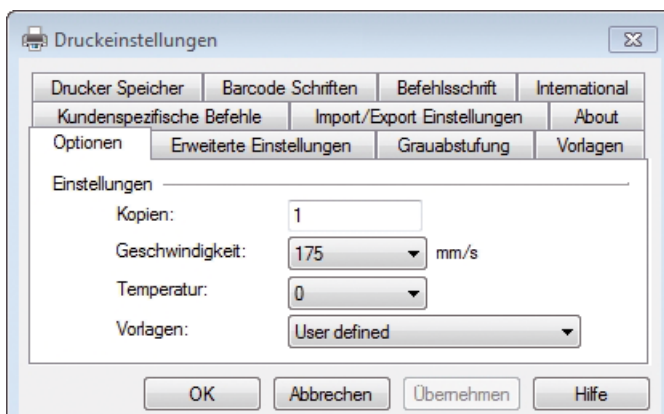 Druckeinstellungen
Drucker Speicher Barcode Schriften Befehlsschrift International
Kundenspezifische Befehle Import/Export Einstellungen About
Optionen Erweiterte Einstellungen Grauabstufung Vorlagen
Einstellungen
Kopien: 1
Geschwindigkeit: 175 mm/s
Temperatur: 0
Vorlagen: User defined
OK Abbrechen Übernehmen Hilfe